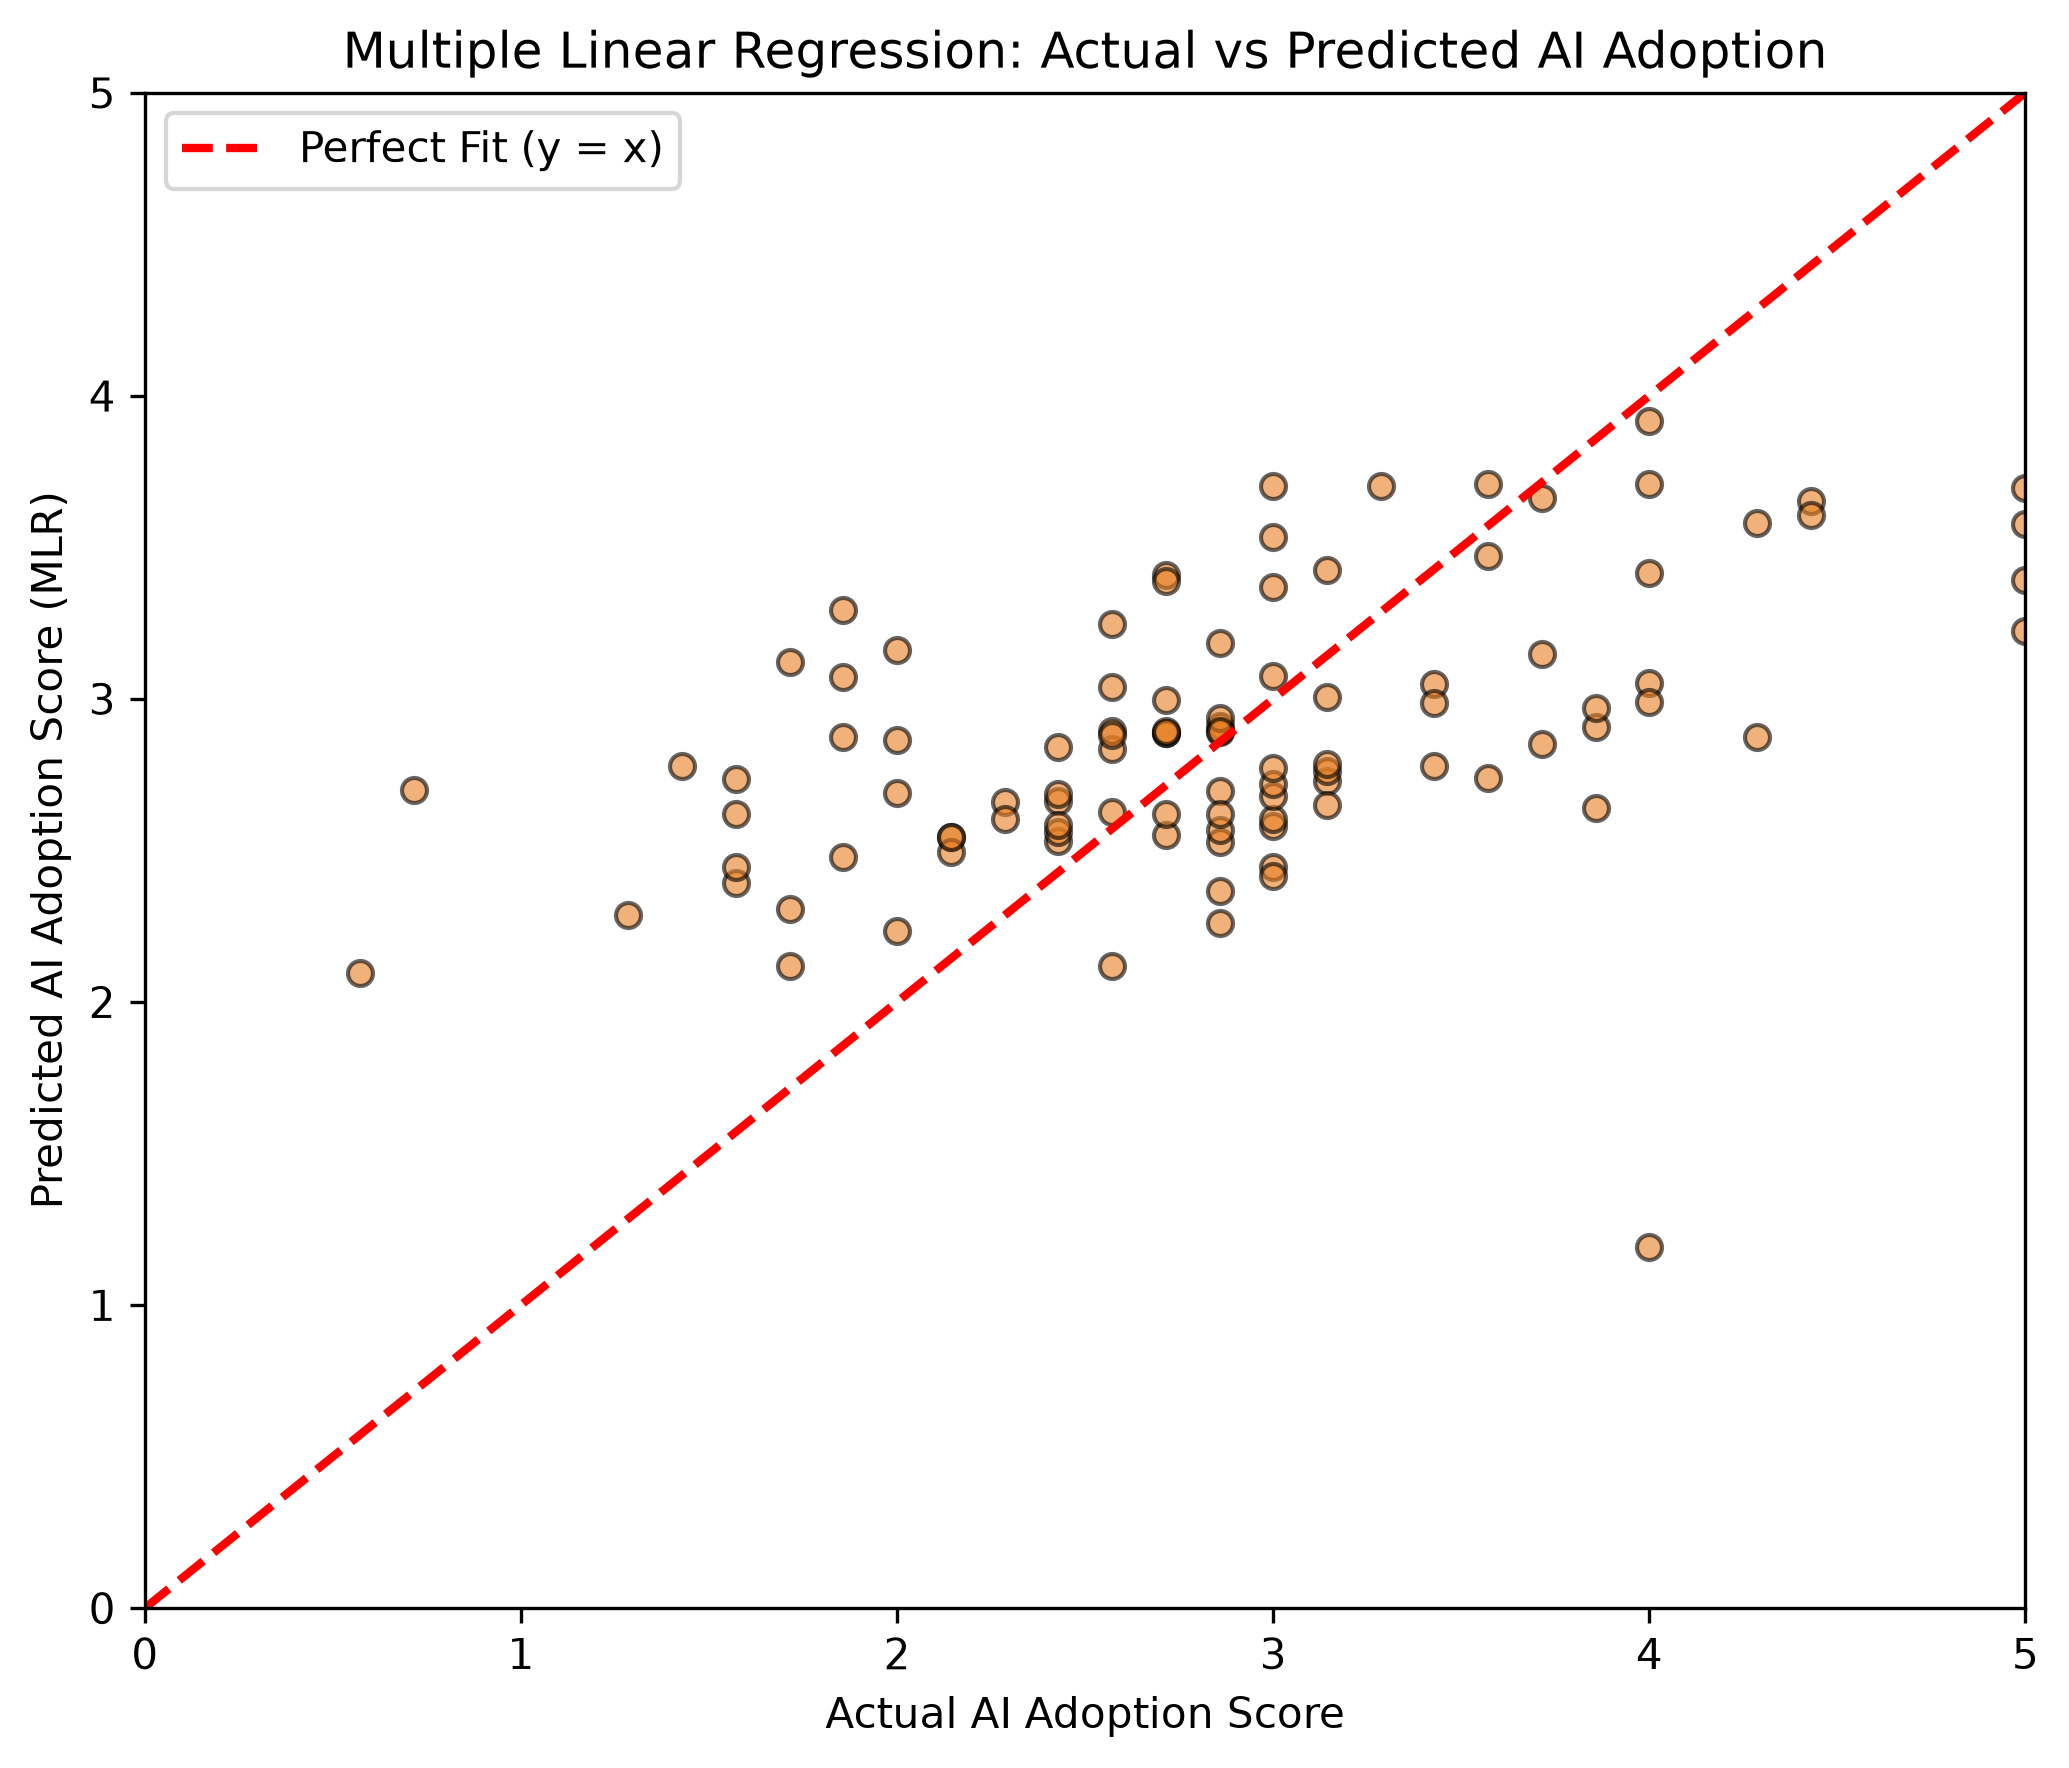 Multiple Linear Regression: Actual vs Predicted AI Adoption
Perfect Fit (y = x)
5
4
3
2
1
0
Predicted AI Adoption Score (MLR)
0 1 2 3 4 5
Actual AI Adoption Score